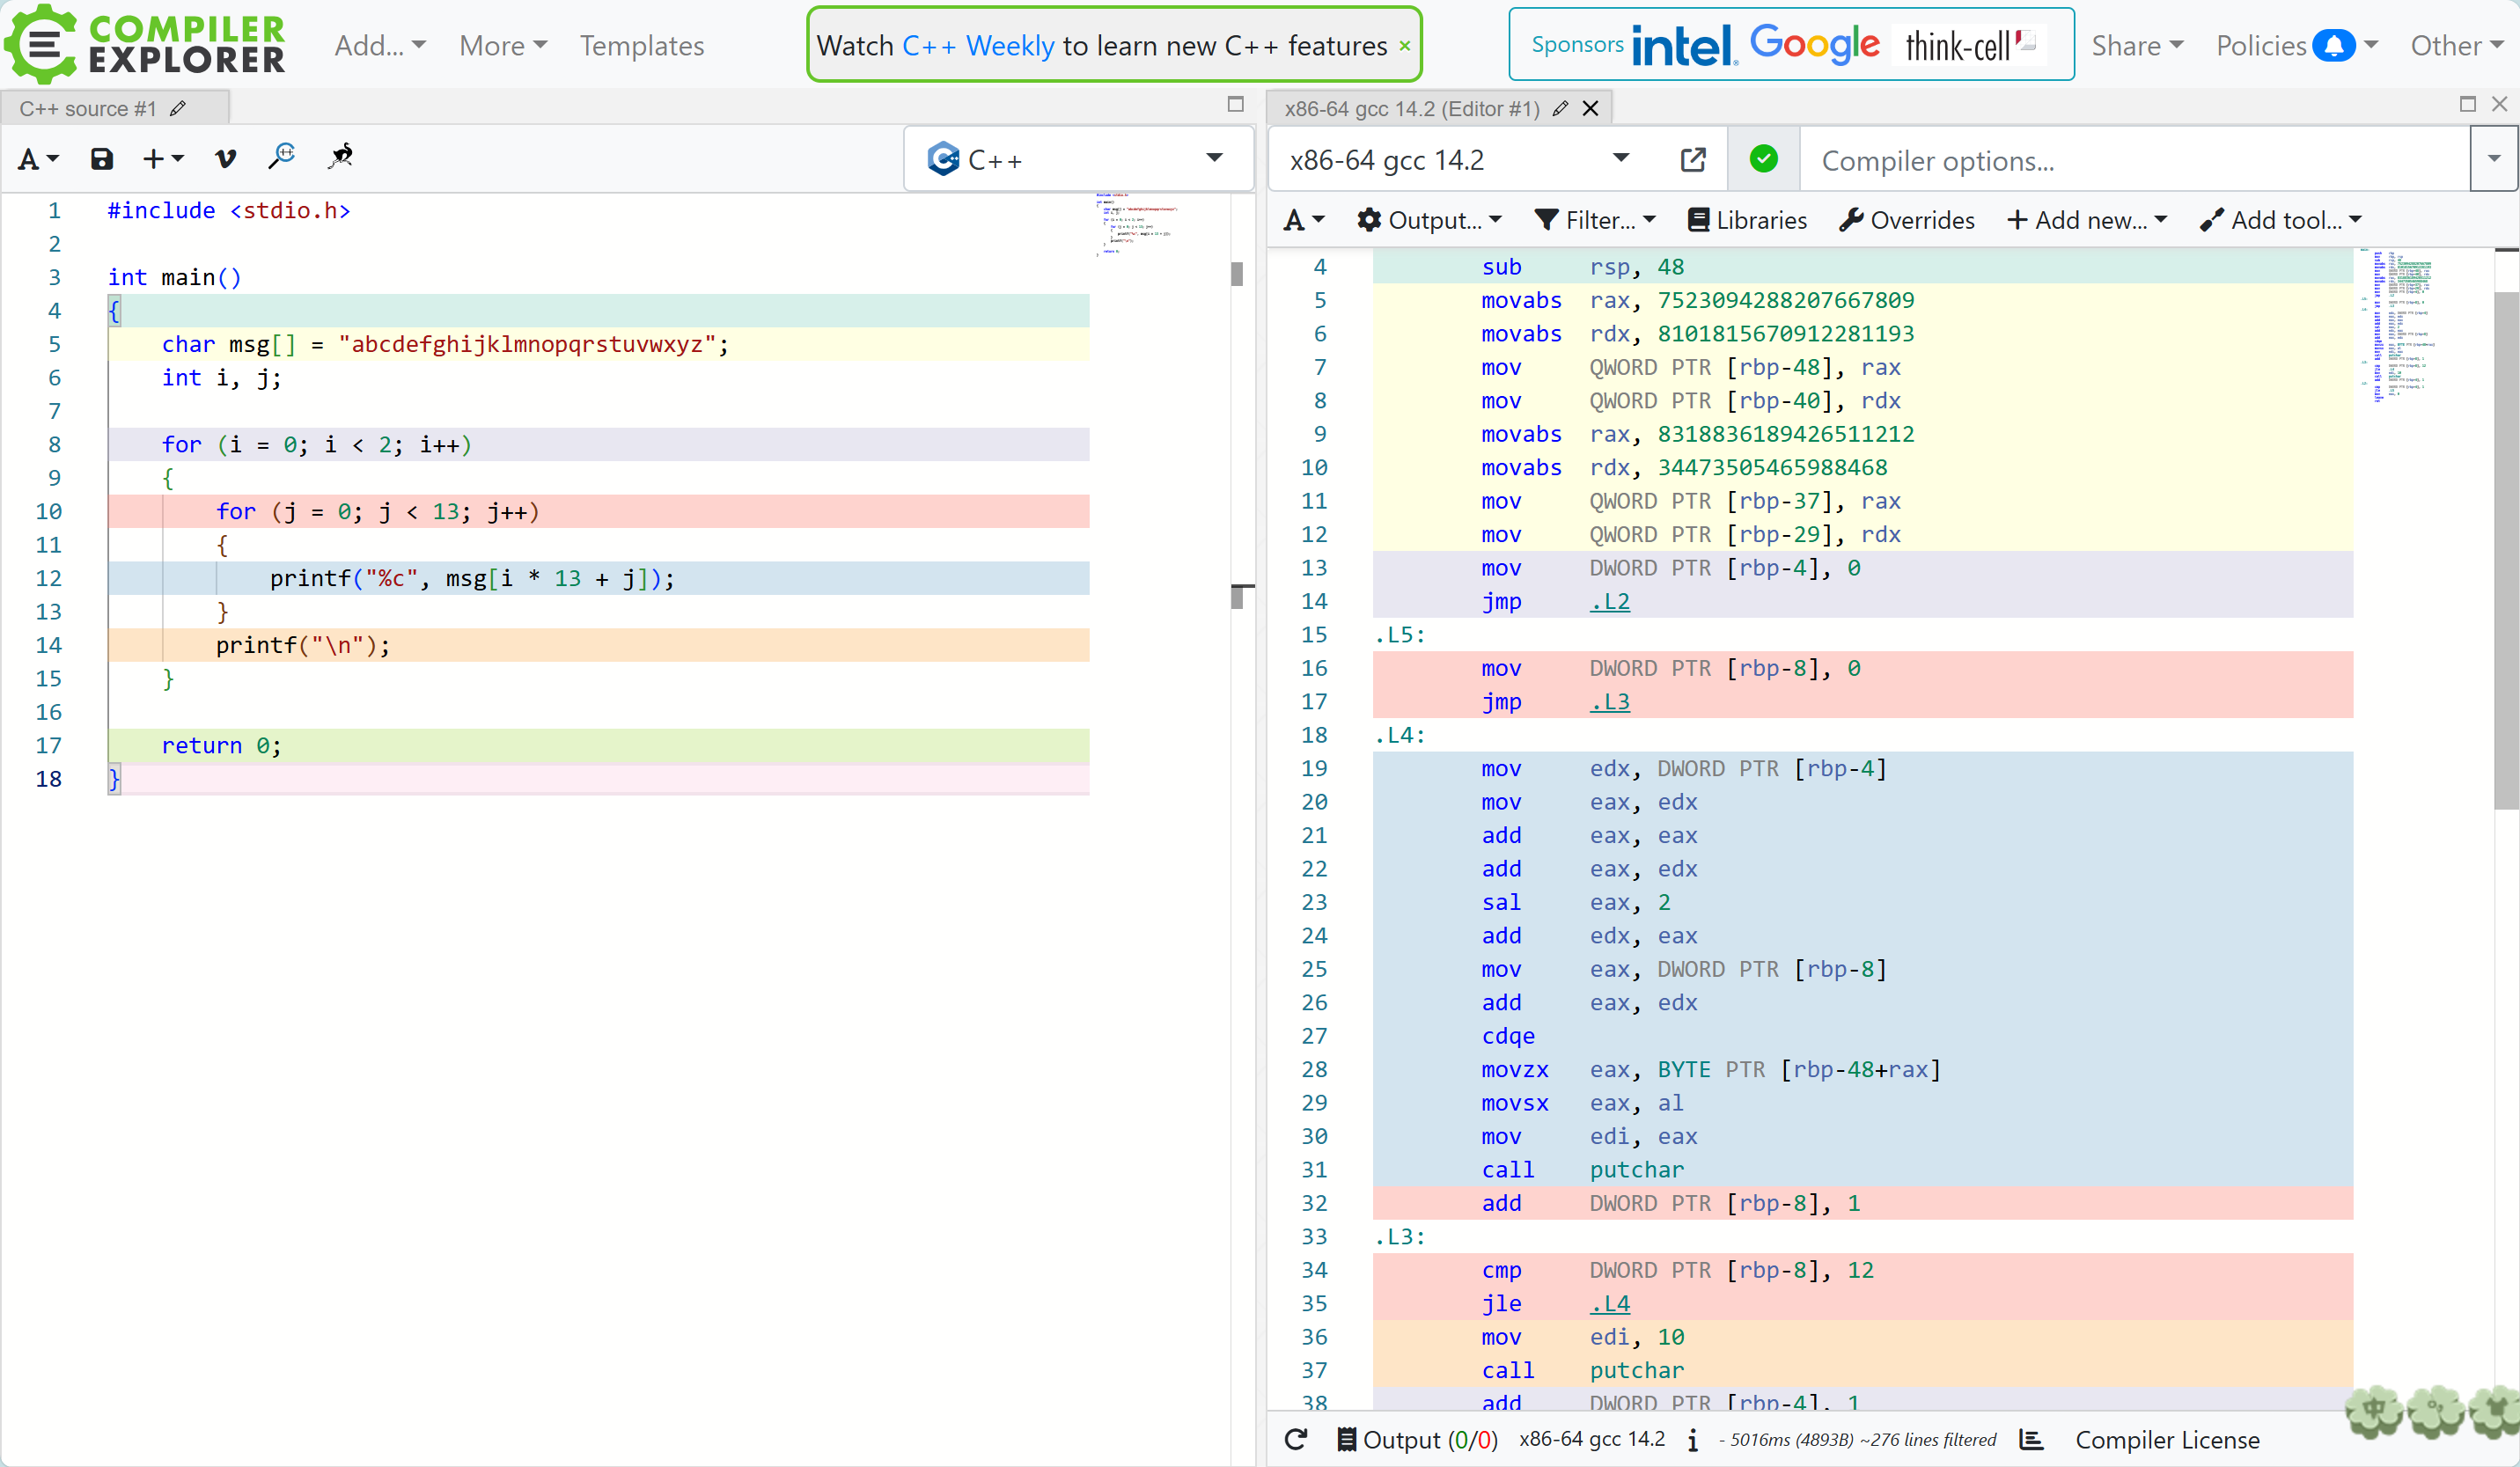 COMPILER EXPLORER
Add... More Templates
Watch C++ Weekly to learn new C++ features ×
Sponsors intel. Google think-cell
Share Policies Other
C++ source #1
A + C++
1 #include <stdio.h>
2
3 int main()
4 {
5 char msg[] = "abcdefghijklmnopqrstuvwxyz";
6 int i, j;
7
8 for (i = 0; i < 2; i++)
9 {
10 for (j = 0; j < 13; j++)
11 {
12 printf("%c", msg[i * 13 + j]);
13 }
14 printf("\n");
15 }
16
17 return 0;
18 }
x86-64 gcc 14.2 (Editor #1)
x86-64 gcc 14.2 Compiler options...
A Output... Filter... Libraries Overrides + Add new... Add tool...
4 sub rsp, 48
5 movabs rax, 7523094288207667809
6 movabs rdx, 8101815670912281193
7 mov QWORD PTR [rbp-48], rax
8 mov QWORD PTR [rbp-40], rdx
9 movabs rax, 8318836189426511212
10 movabs rdx, 34473505465988468
11 mov QWORD PTR [rbp-37], rax
12 mov QWORD PTR [rbp-29], rdx
13 mov DWORD PTR [rbp-4], 0
14 jmp .L2
15 .L5:
16 mov DWORD PTR [rbp-8], 0
17 jmp .L3
18 .L4:
19 mov edx, DWORD PTR [rbp-4]
20 mov eax, edx
21 add eax, eax
22 add eax, edx
23 sal eax, 2
24 add edx, eax
25 mov eax, DWORD PTR [rbp-8]
26 add eax, edx
27 cdqe
28 movzx eax, BYTE PTR [rbp-48+rax]
29 movsx eax, al
30 mov edi, eax
31 call putchar
32 add DWORD PTR [rbp-8], 1
33 .L3:
34 cmp DWORD PTR [rbp-8], 12
35 jle .L4
36 mov edi, 10
37 call putchar
38 add DWORD PTR [rbp-4], 1
Output (0/0) x86-64 gcc 14.2 i - 5016ms (4893B) ~276 lines filtered Compiler License
中